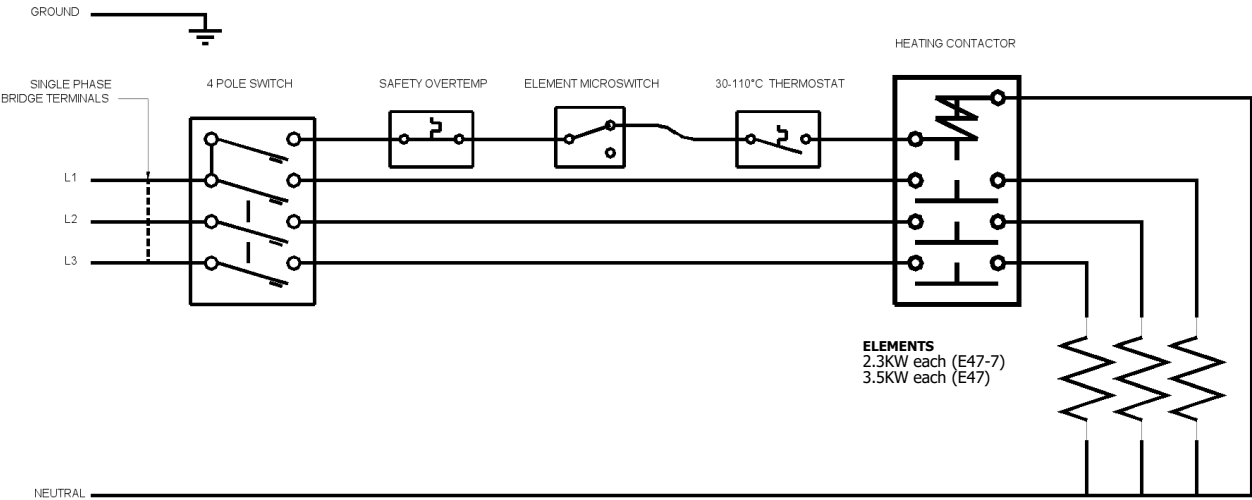 GROUND
HEATING CONTACTOR
SINGLE PHASE
BRIDGE TERMINALS
4 POLE SWITCH
SAFETY OVERTEMP
ELEMENT MICROSWITCH
30-110°C THERMOSTAT
L1
L2
L3
ELEMENTS
2.3KW each (E47-7)
3.5KW each (E47)
NEUTRAL